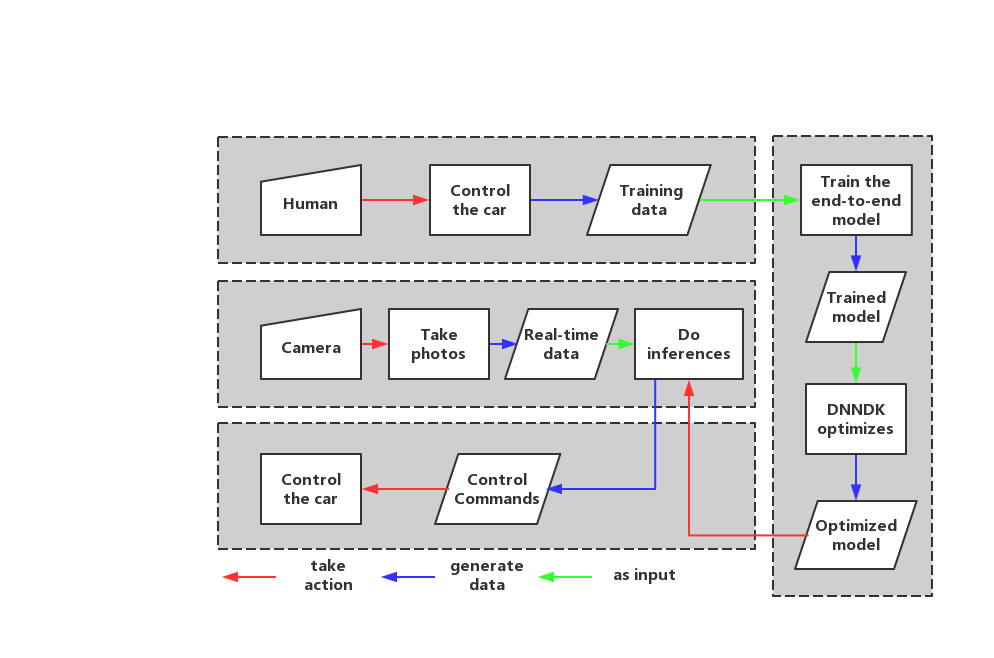 Human
Control
the car
Training
data
Train the
end-to-end
model
Camera
Take
photos
Real-time
data
Do
inferences
Trained
model
DNNDK
optimizes
Control
the car
Control
Commands
Optimized
model
take
action
generate
data
as input